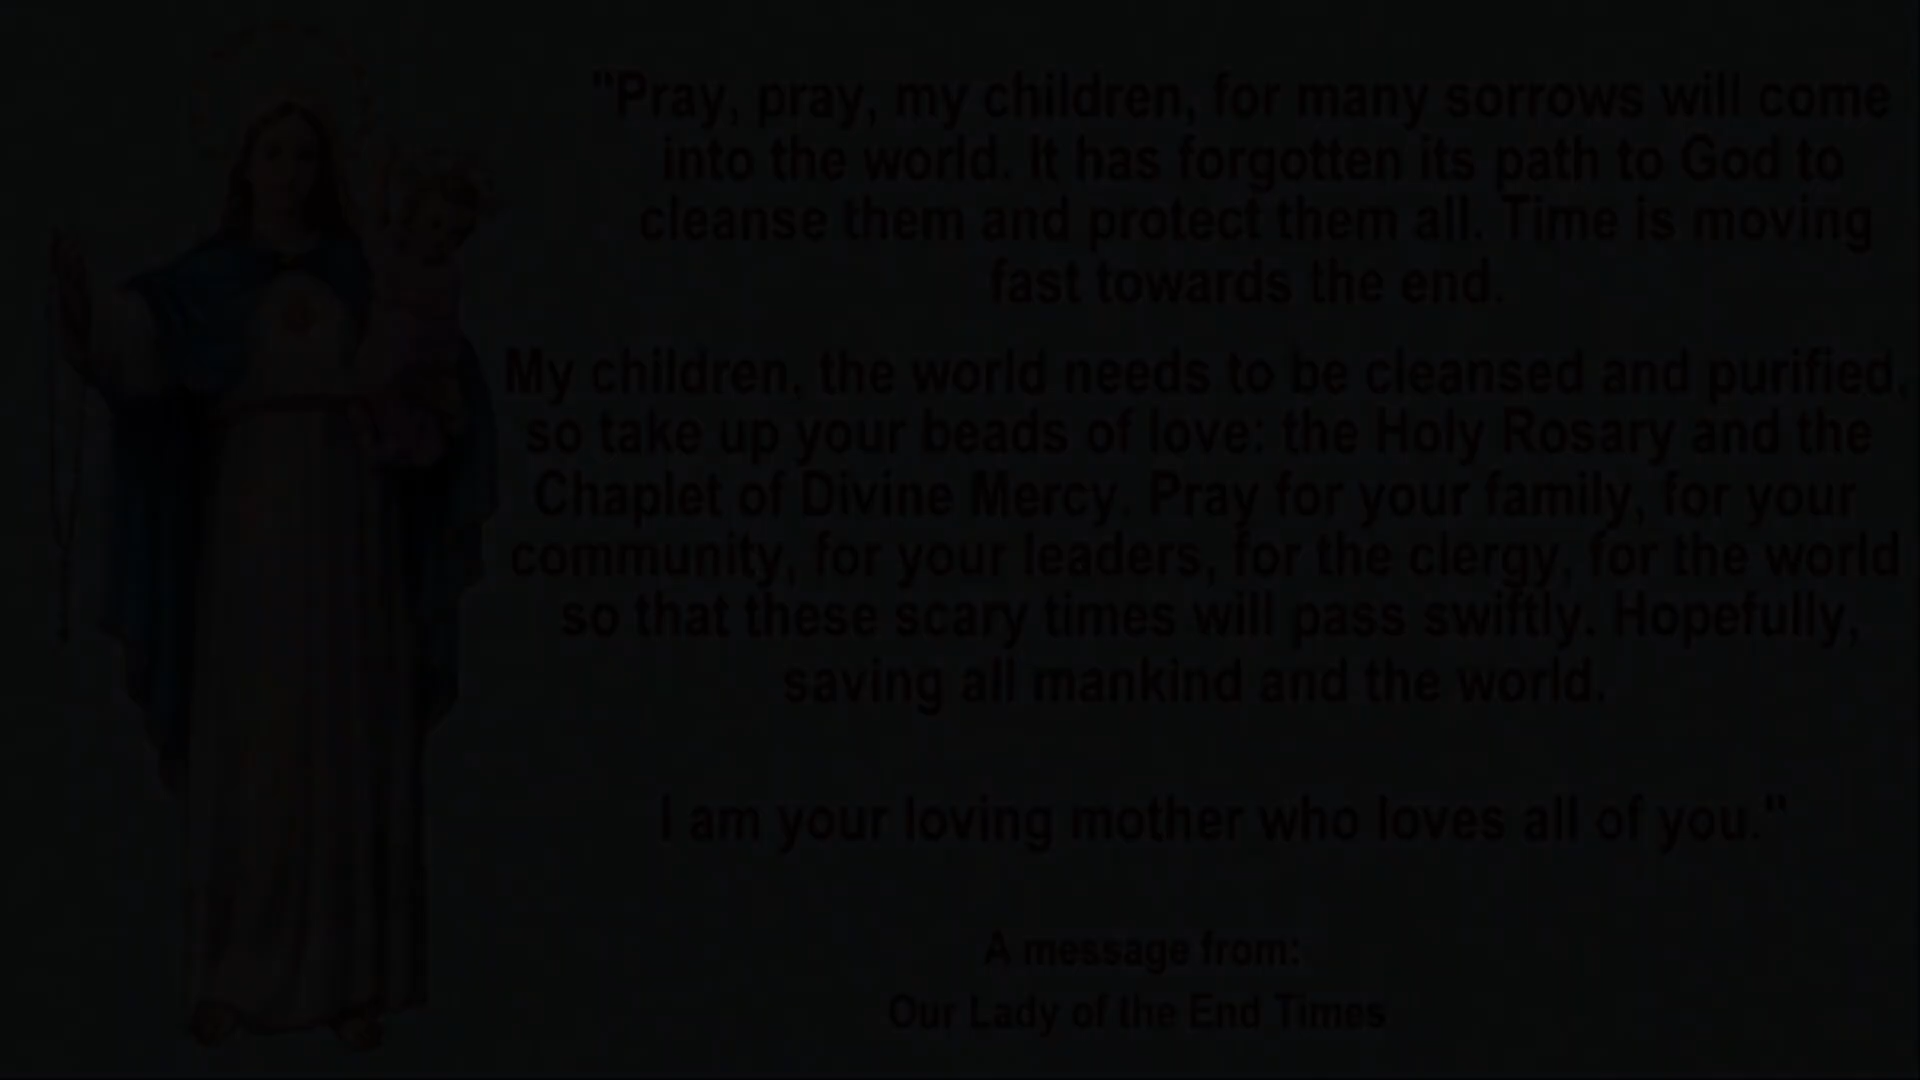 "Pray, pray, my children, for many sorrows will come
into the world. It has forgotten its path to God to
cleanse them and protect them all. Time is moving
fast towards the end.
My children, the world needs to be cleansed and purified,
so take up your beads of love: the Holy Rosary and the
Chaplet of Divine Mercy. Pray for your family, for your
community, for your leaders, for the clergy, for the world
so that these scary times will pass swiftly. Hopefully,
saving all mankind and the world.
I am your loving mother who loves all of you."
A message from:
Our Lady of the End Times